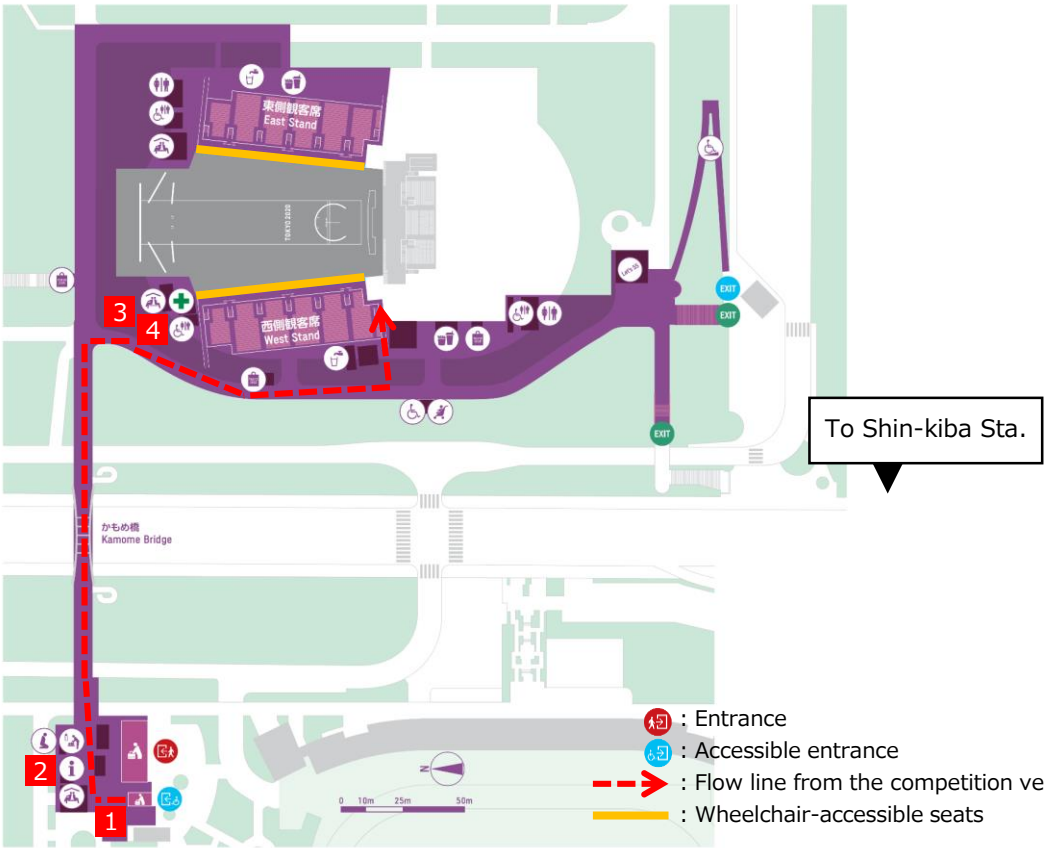 東側観客席
East Stand
TOKYO 2020
Let's 55
EXIT
EXIT
3
4
西側観客席
West Stand
EXIT
To Shin-kiba Sta.
かもめ橋
Kamome Bridge
2
1
N
0 10m 25m 50m
: Entrance
: Accessible entrance
: Flow line from the competition ve
: Wheelchair-accessible seats